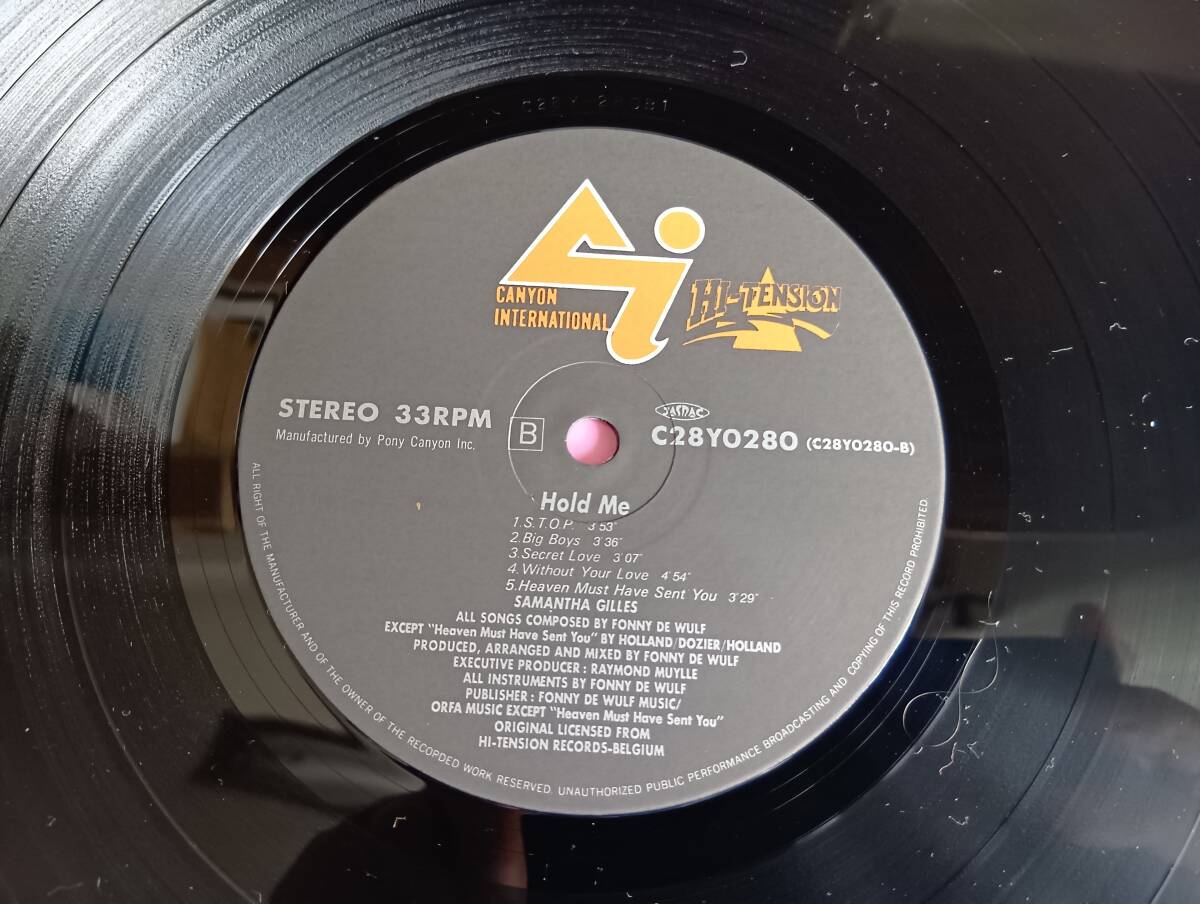 CANYON
INTERNATIONAL
HI-TENSION
STEREO 33RPM
Manufactured by Pony Canyon Inc.
B
JASRAC
C28Y0280 (C28Y0280-B)
Hold Me
1.S.T.O.P. 3'53"
2.Big Boys 3'36"
3.Secret Love 3'07"
4.Without Your Love 4'54"
5.Heaven Must Have Sent You 3'29"
SAMANTHA GILLES
ALL SONGS COMPOSED BY FONNY DE WULF
EXCEPT "Heaven Must Have Sent You" BY HOLLAND/DOZIER/HOLLAND
PRODUCED, ARRANGED AND MIXED BY FONNY DE WULF
EXECUTIVE PRODUCER : RAYMOND MUYLLE
ALL INSTRUMENTS BY FONNY DE WULF
PUBLISHER : FONNY DE WULF MUSIC/
ORFA MUSIC EXCEPT "Heaven Must Have Sent You"
ORIGINAL LICENSED FROM
HI-TENSION RECORDS-BELGIUM
ALL RIGHT OF THE MANUFACTURER AND OF THE OWNER OF THE RECORDED WORK RESERVED. UNAUTHORIZED PUBLIC PERFORMANCE BROADCASTING AND COPYING OF THIS RECORD PROHIBITED.